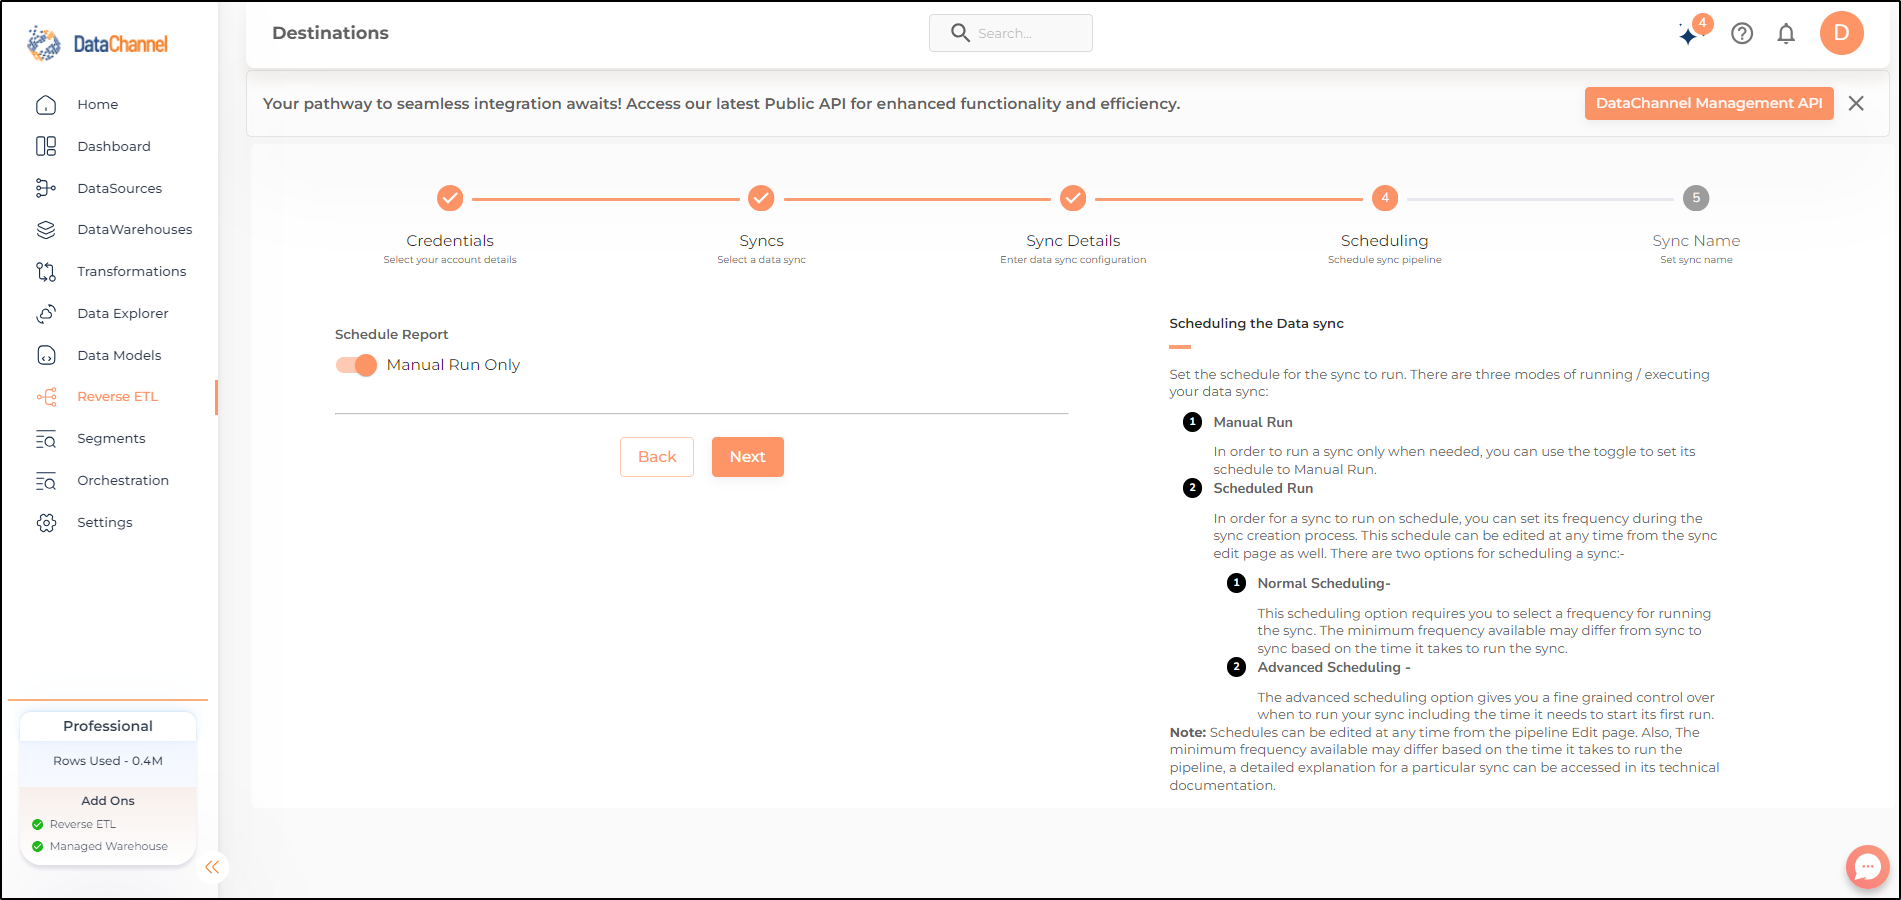 DataChannel
Destinations
Search...
4
D
Your pathway to seamless integration awaits! Access our latest Public API for enhanced functionality and efficiency.
DataChannel Management API
Home
Dashboard
DataSources
DataWarehouses
Transformations
Data Explorer
Data Models
Reverse ETL
Segments
Orchestration
Settings
Professional
Rows Used - 0.4M
Add Ons
Reverse ETL
Managed Warehouse
4
5
Credentials
Syncs
Sync Details
Scheduling
Sync Name
Select your account details
Select a data sync
Enter data sync configuration
Schedule sync pipeline
Set sync name
Schedule Report
Manual Run Only
Back
Next
Scheduling the Data sync
Set the schedule for the sync to run. There are three modes of running / executing
your data sync:
1 Manual Run
In order to run a sync only when needed, you can use the toggle to set its
schedule to Manual Run.
2 Scheduled Run
In order for a sync to run on schedule, you can set its frequency during the
sync creation process. This schedule can be edited at any time from the sync
edit page as well. There are two options for scheduling a sync:-
1 Normal Scheduling-
This scheduling option requires you to select a frequency for running
the sync. The minimum frequency available may differ from sync to
sync based on the time it takes to run the sync.
2 Advanced Scheduling -
The advanced scheduling option gives you a fine grained control over
when to run your sync including the time it needs to start its first run.
Note: Schedules can be edited at any time from the pipeline Edit page. Also, The
minimum frequency available may differ based on the time it takes to run the
pipeline, a detailed explanation for a particular sync can be accessed in its technical
documentation.